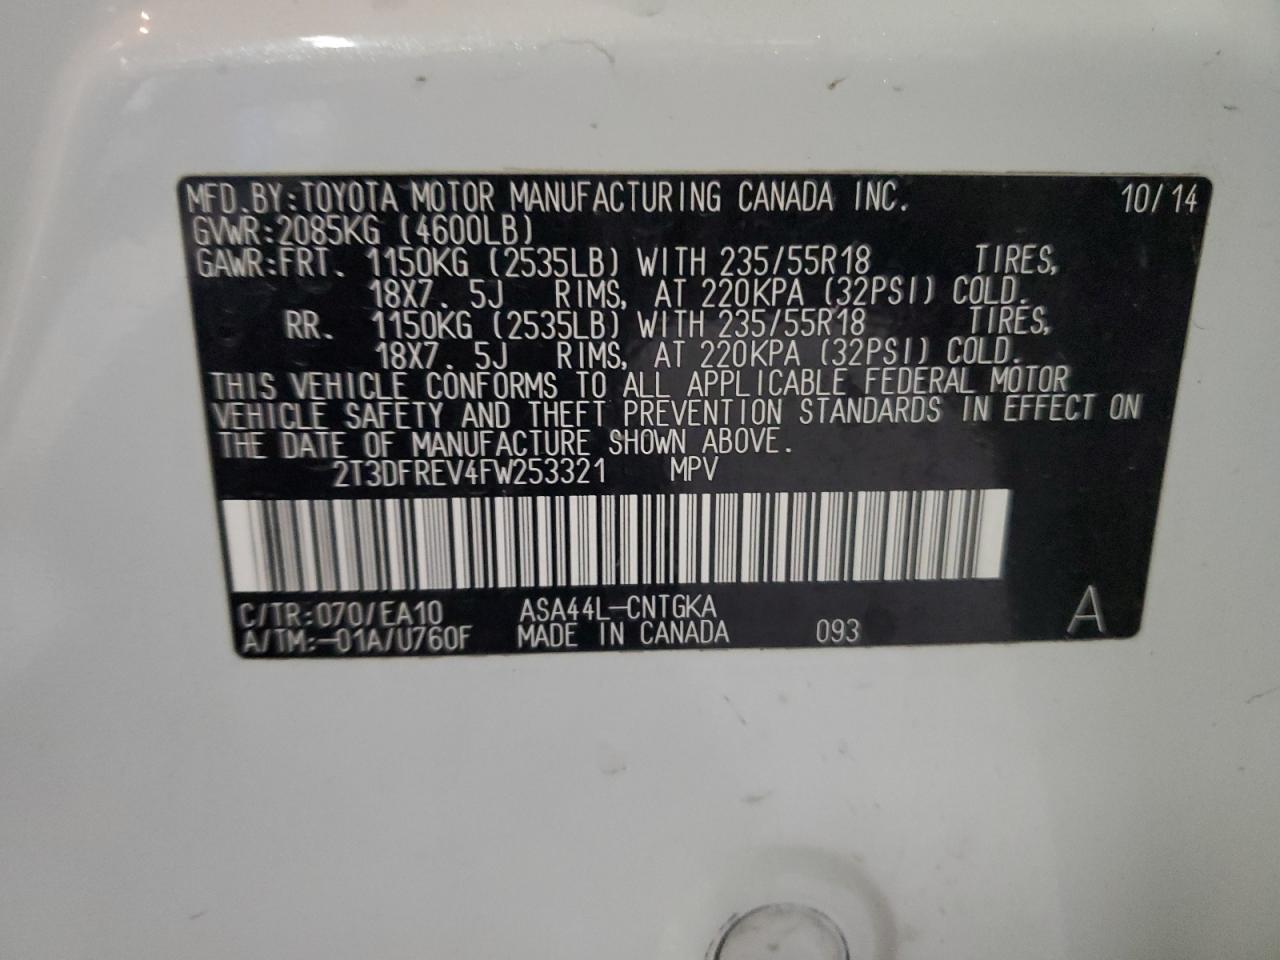 MFD. BY: TOYOTA MOTOR MANUFACTURING CANADA INC. 10/14
GVWR: 2085KG (4600LB)
GAWR: FRT. 1150KG (2535LB) WITH 235/55R18 TIRES,
18X7. 5J RIMS, AT 220KPA (32PSI) COLD.
RR. 1150KG (2535LB) WITH 235/55R18 TIRES,
18X7. 5J RIMS, AT 220KPA (32PSI) COLD.
THIS VEHICLE CONFORMS TO ALL APPLICABLE FEDERAL MOTOR
VEHICLE SAFETY AND THEFT PREVENTION STANDARDS IN EFFECT ON
THE DATE OF MANUFACTURE SHOWN ABOVE.
2T3DFREV4FW253321 MPV
C/TR: 070/EA10 ASA44L-CNTGKA
A/TM: -01A/U760F MADE IN CANADA 093 A